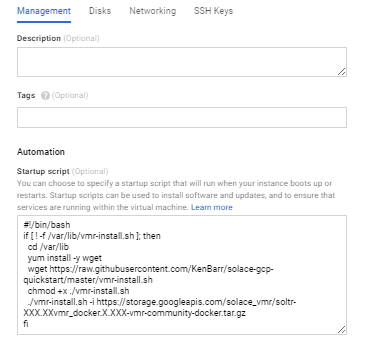 Management Disks Networking SSH Keys
Description (Optional)
Tags ? (Optional)
Automation
Startup script (Optional)
You can choose to specify a startup script that will run when your instance boots up or
restarts. Startup scripts can be used to install software and updates, and to ensure that
services are running within the virtual machine. Learn more
#!/bin/bash
if [ ! -f /var/lib/vmr-install.sh ]; then
cd /var/lib
yum install -y wget
wget https://raw.githubusercontent.com/KenBarr/solace-gcp-
quickstart/master/vmr-install.sh
chmod +x ./vmr-install.sh
./vmr-install.sh -i https://storage.googleapis.com/solace_vmr/soltr-
XXX.XXvmr_docker.X.XXX-vmr-community-docker.tar.gz
fi